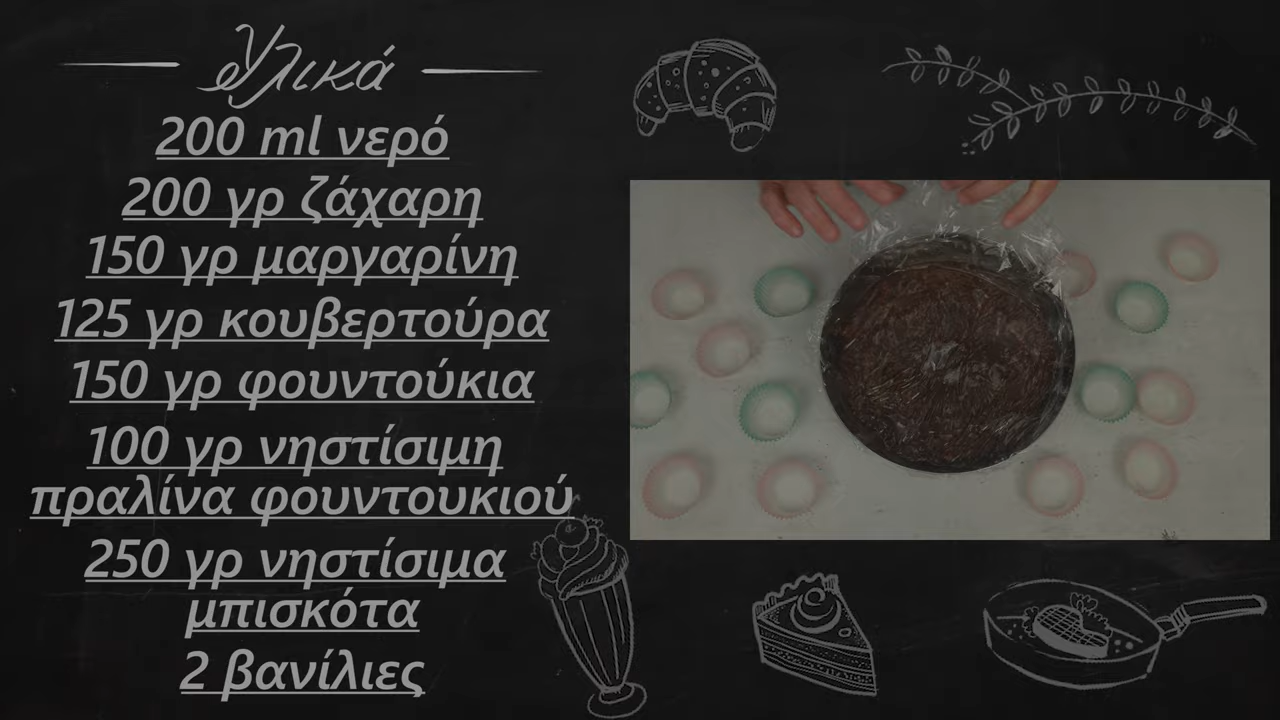 Υλικά
200 ml νερό
200 γρ ζάχαρη
150 γρ μαργαρίνη
125 γρ κουβερτούρα
150 γρ φουντούκια
100 γρ νηστίσιμη
πραλίνα φουντουκιού
250 γρ νηστίσιμα
μπισκότα
2 βανίλιες